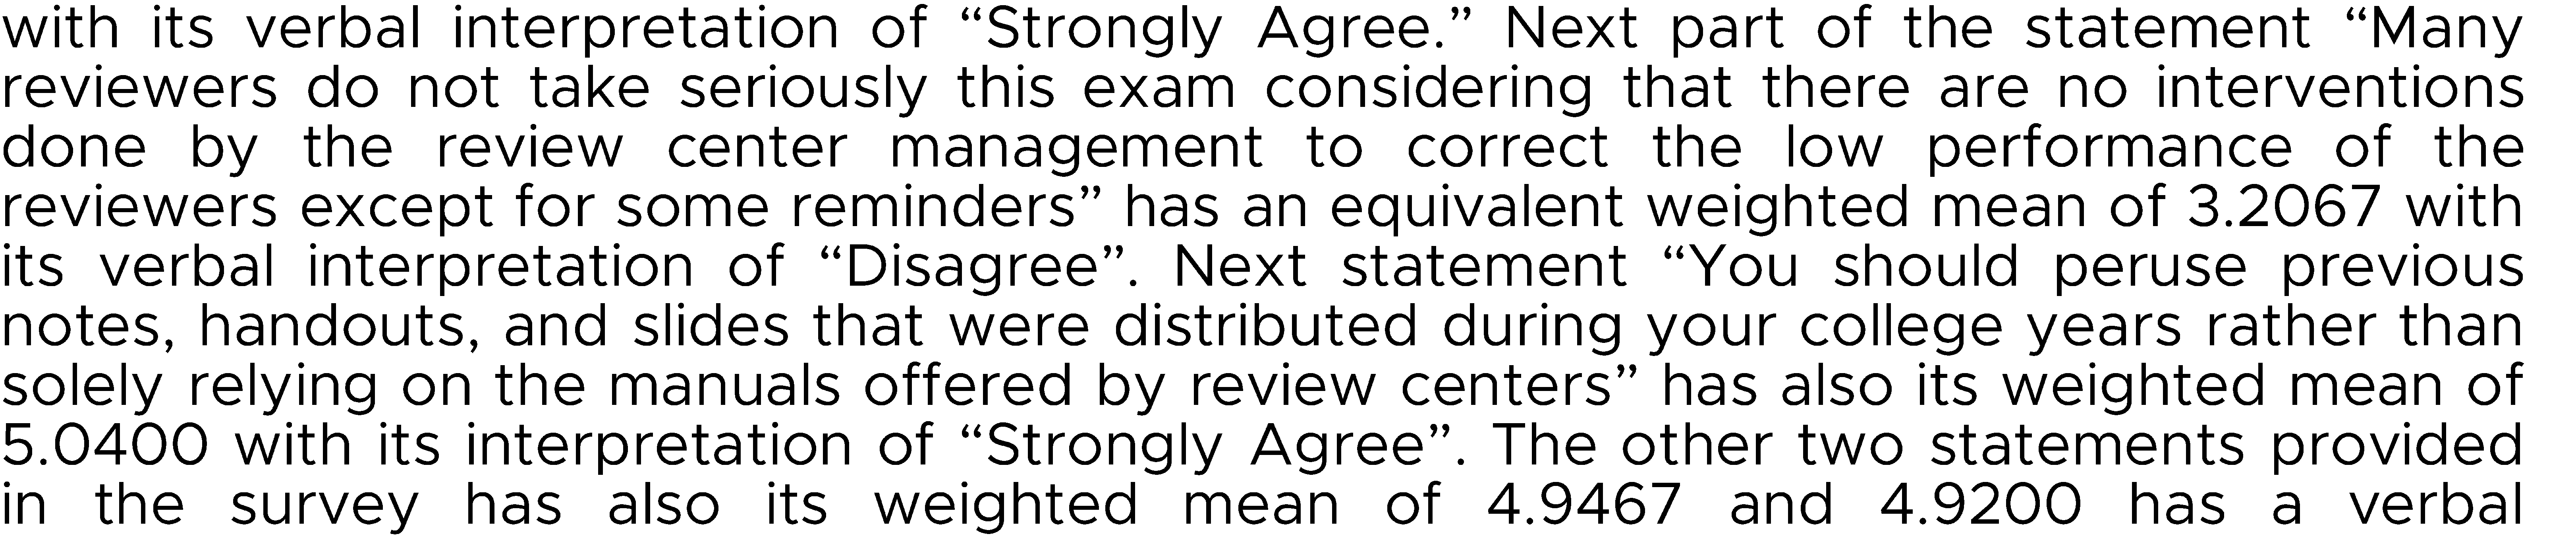 with its verbal interpretation of “Strongly Agree.” Next part of the statement “Many
reviewers do not take seriously this exam considering that there are no interventions
done by the review center management to correct the low performance of the
reviewers except for some reminders” has an equivalent weighted mean of 3.2067 with
its verbal interpretation of “Disagree”. Next statement “You should peruse previous
notes, handouts, and slides that were distributed during your college years rather than
solely relying on the manuals offered by review centers” has also its weighted mean of
5.0400 with its interpretation of “Strongly Agree”. The other two statements provided
in the survey has also its weighted mean of 4.9467 and 4.9200 has a verbal